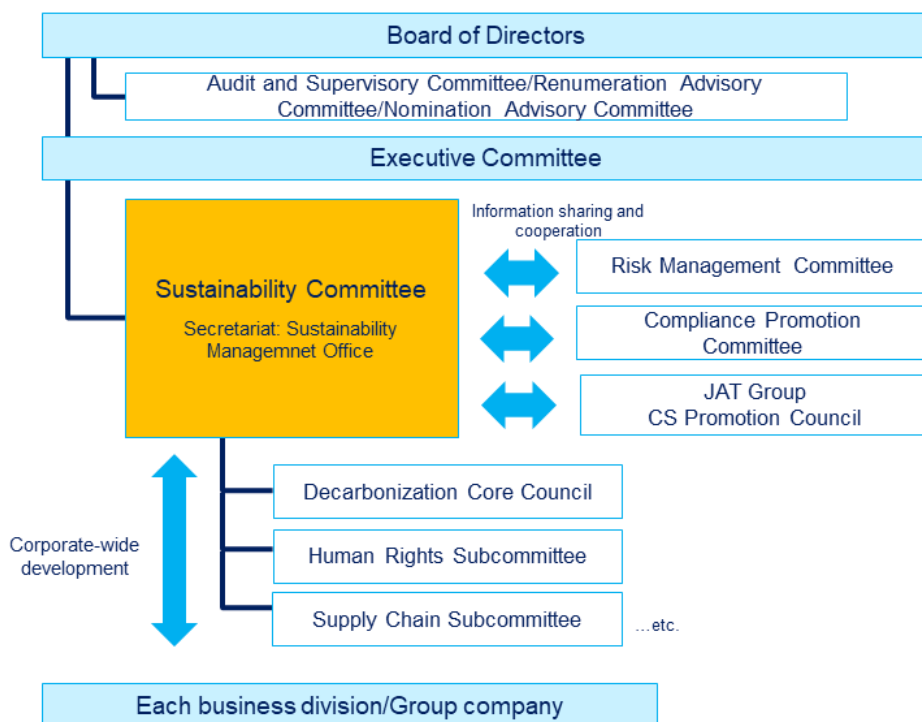 Board of Directors
Audit and Supervisory Committee/Renumeration Advisory
Committee/Nomination Advisory Committee
Executive Committee
Information sharing and
cooperation
Sustainability Committee
Secretariat: Sustainability
Managemnet Office
Risk Management Committee
Compliance Promotion
Committee
JAT Group
CS Promotion Council
Corporate-wide
development
Decarbonization Core Council
Human Rights Subcommittee
Supply Chain Subcommittee
...etc.
Each business division/Group company